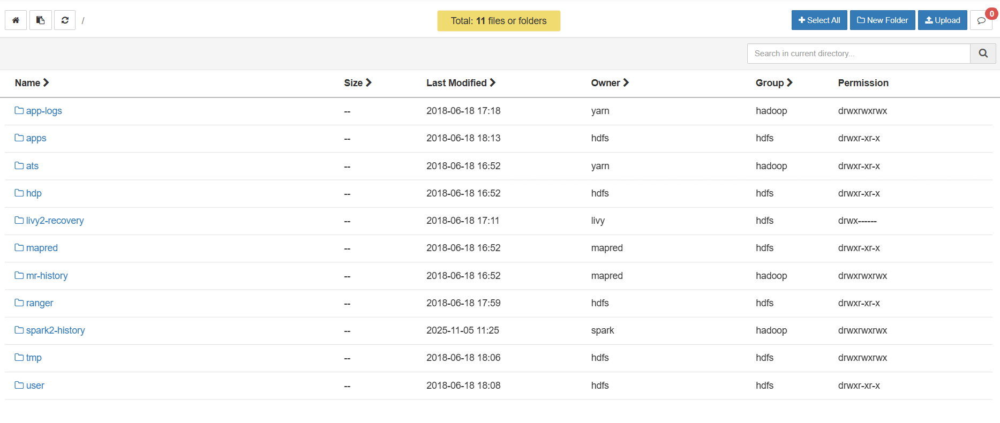 /
Total: 11 files or folders
Select All
New Folder
Upload
0
Search in current directory...
Name Size Last Modified Owner Group Permission
app-logs -- 2018-06-18 17:18 yarn hadoop drwxrwxrwx
apps -- 2018-06-18 18:13 hdfs hdfs drwxr-xr-x
ats -- 2018-06-18 16:52 yarn hadoop drwxr-xr-x
hdp -- 2018-06-18 16:52 hdfs hdfs drwxr-xr-x
livy2-recovery -- 2018-06-18 17:11 livy hdfs drwx------
mapred -- 2018-06-18 16:52 mapred hdfs drwxr-xr-x
mr-history -- 2018-06-18 16:52 mapred hadoop drwxrwxrwx
ranger -- 2018-06-18 17:59 hdfs hdfs drwxr-xr-x
spark2-history -- 2025-11-05 11:25 spark hadoop drwxrwxrwx
tmp -- 2018-06-18 18:06 hdfs hdfs drwxrwxrwx
user -- 2018-06-18 18:08 hdfs hdfs drwxr-xr-x